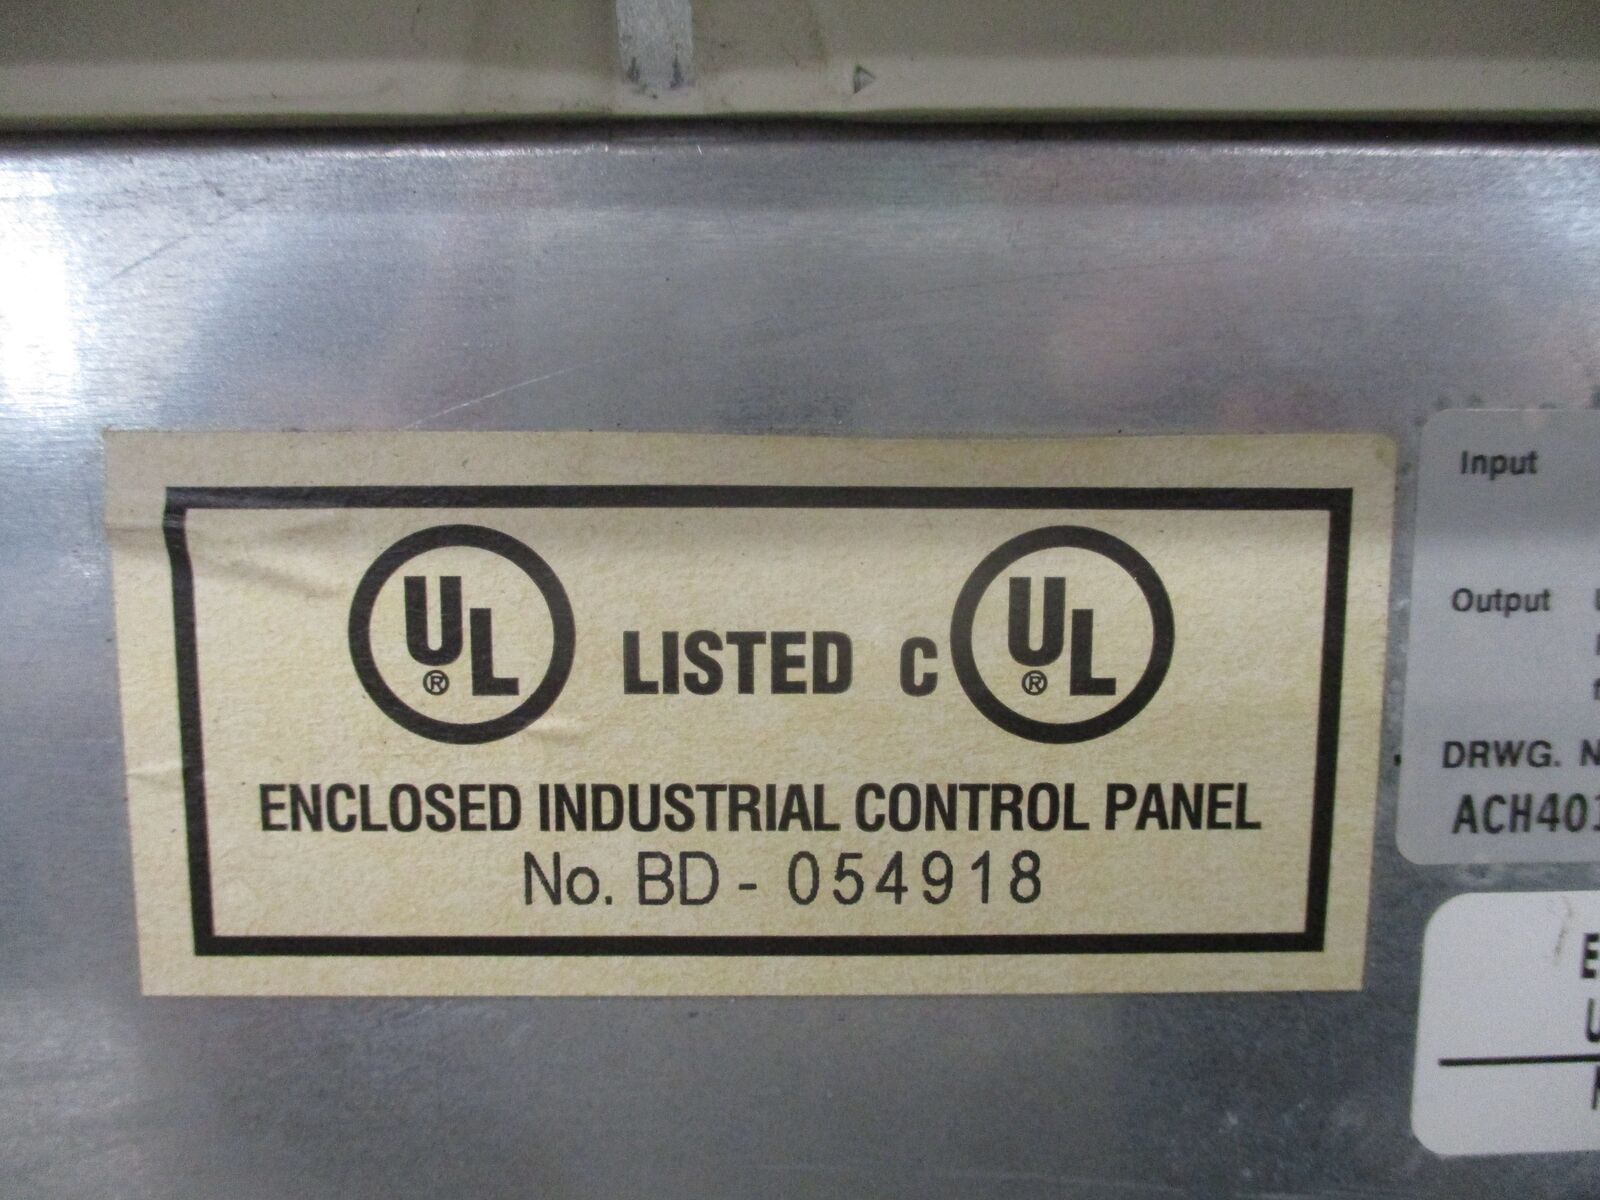 UL® LISTED C UL®
ENCLOSED INDUSTRIAL CONTROL PANEL
No. BD - 054918
Input
Output
DRWG.